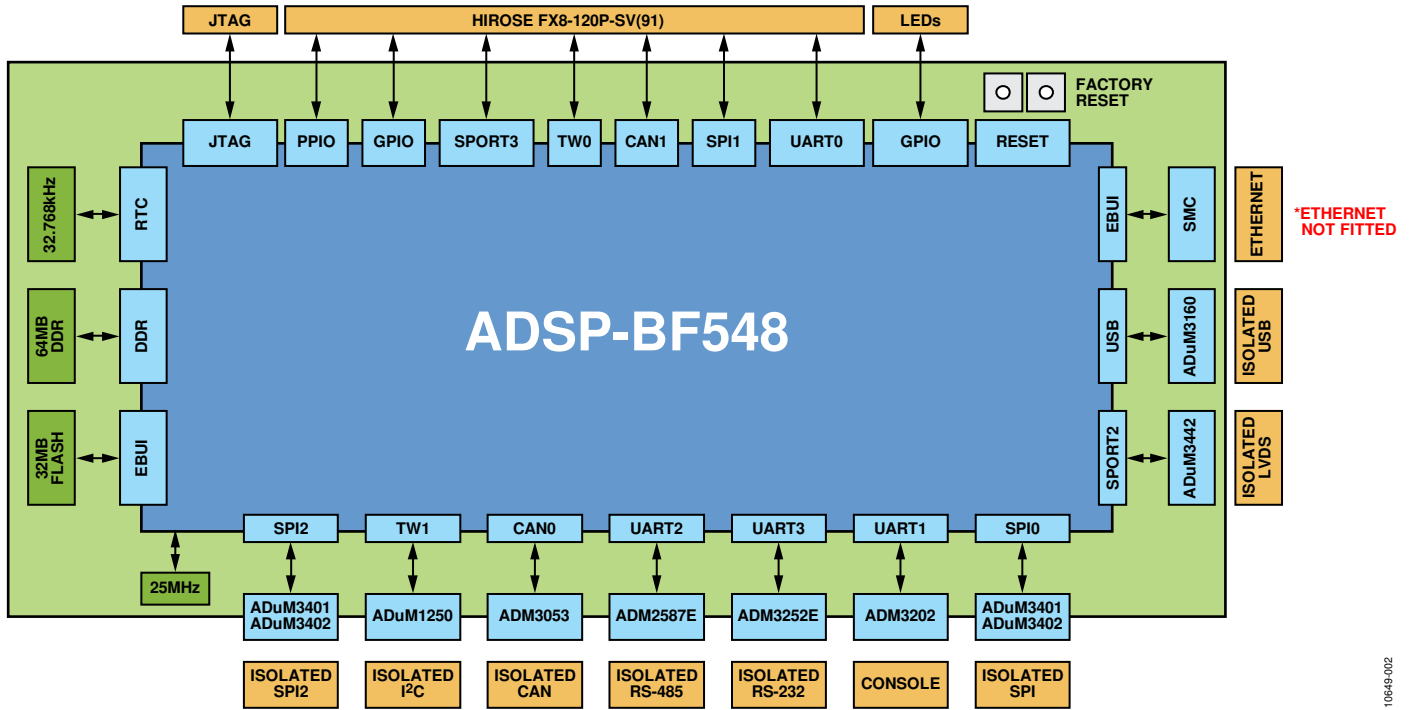 JTAG
HIROSE FX8-120P-SV(91)
LEDs
FACTORY
RESET
JTAG
PPIO
GPIO
SPORT3
TW0
CAN1
SPI1
UART0
GPIO
RESET
32.768kHz
RTC
EBUI
SMC
ETHERNET
*ETHERNET
NOT FITTED
64MB
DDR
DDR
ADSP-BF548
USB
ADuM3160
ISOLATED
USB
32MB
FLASH
EBUI
SPORT2
ADuM3442
ISOLATED
LVDS
SPI2
TW1
CAN0
UART2
UART3
UART1
SPI0
25MHz
ADuM3401
ADuM3402
ADuM1250
ADM3053
ADM2587E
ADM3252E
ADM3202
ADuM3401
ADuM3402
ISOLATED
SPI2
ISOLATED
I²C
ISOLATED
CAN
ISOLATED
RS-485
ISOLATED
RS-232
CONSOLE
ISOLATED
SPI
10649-002